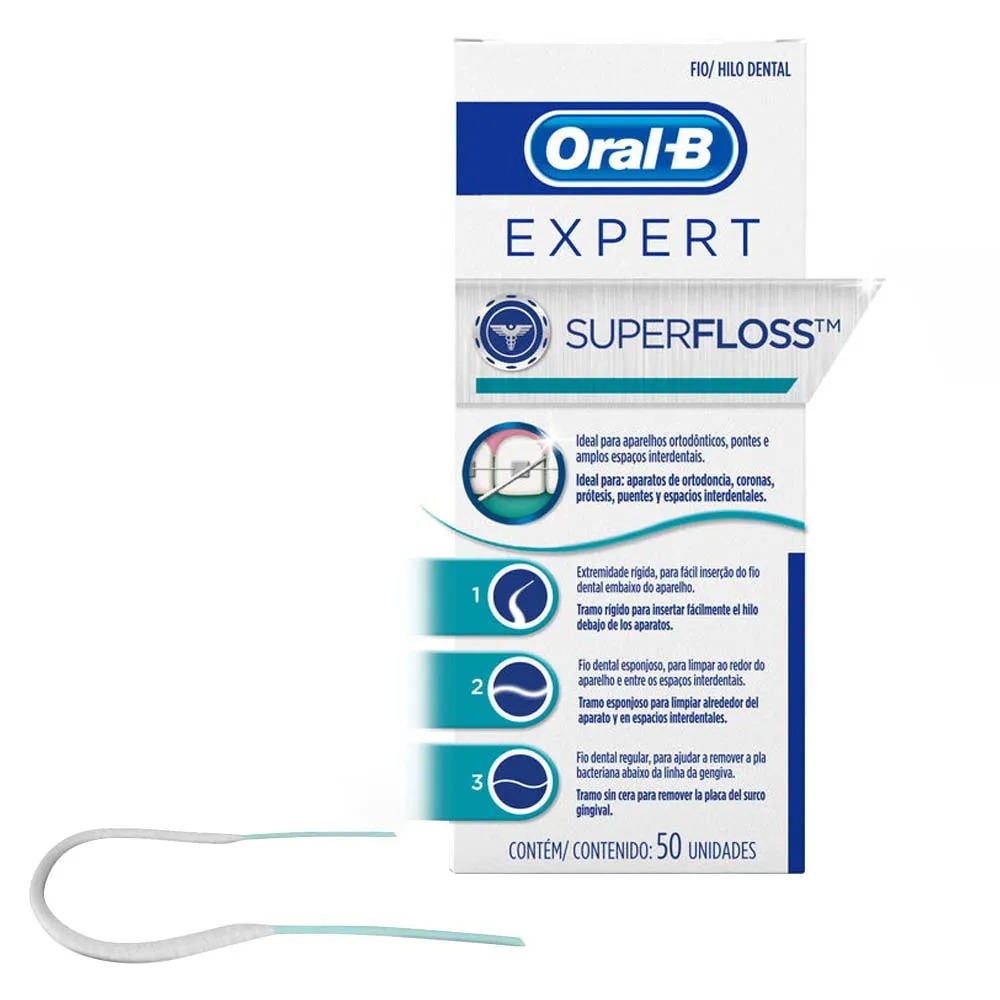 FIO/ HILO DENTAL
Oral-B
EXPERT
SUPERFLOSS™
Ideal para aparelhos ortodônticos, pontes e
amplos espaços interdentais.
Ideal para: aparatos de ortodoncia, coronas,
prótesis, puentes y espacios interdentales.
1
Extremidade rígida, para fácil inserção do fio
dental embaixo do aparelho.
Tramo rígido para insertar fácilmente el hilo
debajo de los aparatos.
2
Fio dental esponjoso, para limpar ao redor do
aparelho e entre os espaços interdentais.
Tramo esponjoso para limpiar alrededor del
aparato y en espacios interdentales.
3
Fio dental regular, para ajudar a remover a pla
bacteriana abaixo da linha da gengiva.
Tramo sin cera para remover la placa del surco
gingival.
CONTÉM/ CONTENIDO: 50 UNIDADES